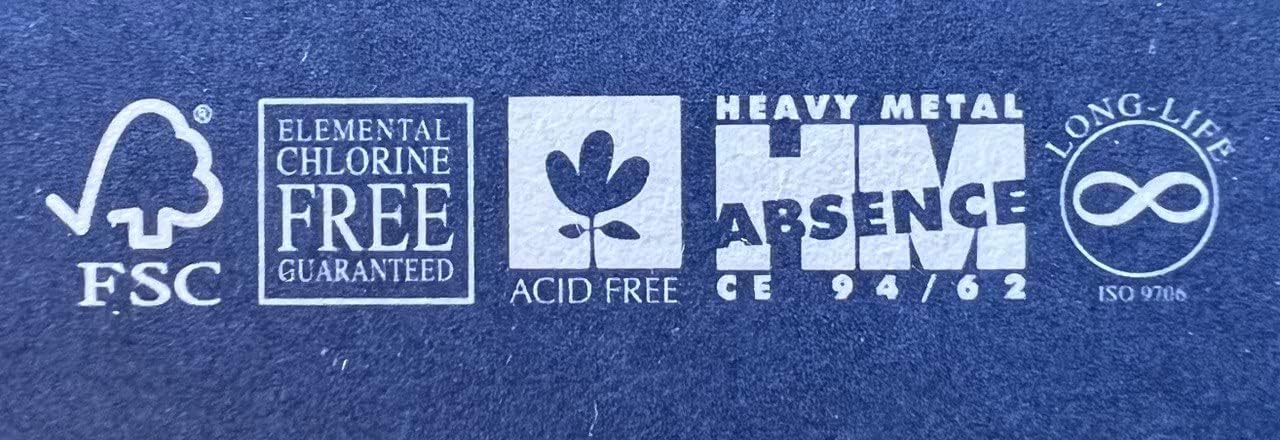 ®
FSC
ELEMENTAL
CHLORINE
FREE
GUARANTEED
ACID FREE
HEAVY METAL
HM
ABSENCE
CE 94/62
LONG-LIFE
ISO 9706